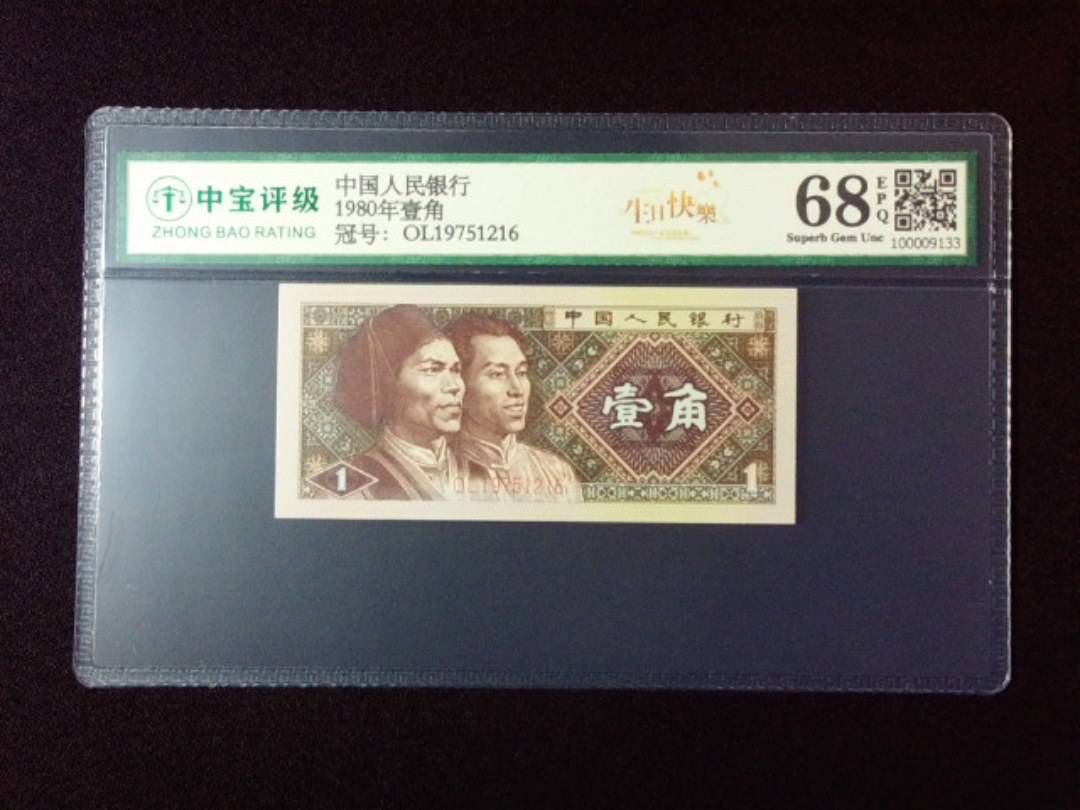 中宝评级
ZHONG BAO RATING
中国人民银行
1980年壹角
冠号：OL19751216
生日快樂
68
EPQ
Superb Gem Unc
100009133
中国人民银行
壹角
1
OL19751216
1